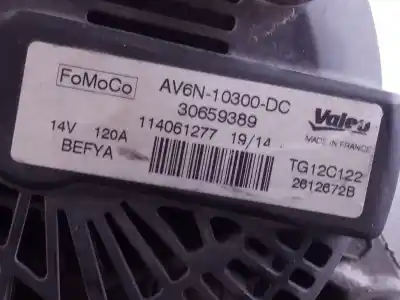 FoMoCo
AV6N-10300-DC
30659389
Valeo
MADE IN FRANCE
14V 120A
114061277 19/14
BEFYA
TG12C122
2612672B